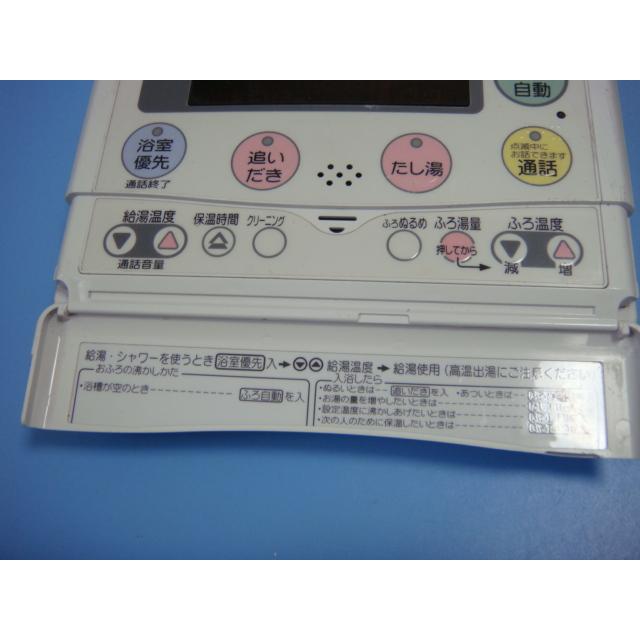 自動
浴室
優先
通話終了
追い
だき
たし湯
点滅中に
お話できます
通話
給湯温度
通話音量
保温時間
クリーニング
ふろぬるめ
ふろ湯量
押してから
ふろ温度
減
増
給湯・シャワーを使うとき 浴室優先 入→▼▲ 給湯温度→給湯使用(高温出湯にご注意ください)
おふろの沸かしかた
・浴槽が空のとき ふろ自動 を入
入浴したら
・ぬるいときは 追いだき を入 ・あついときは
・お湯の量を増やしたいときは
・設定温度に沸かしあげたいときは
・次の人のために保温したいときは